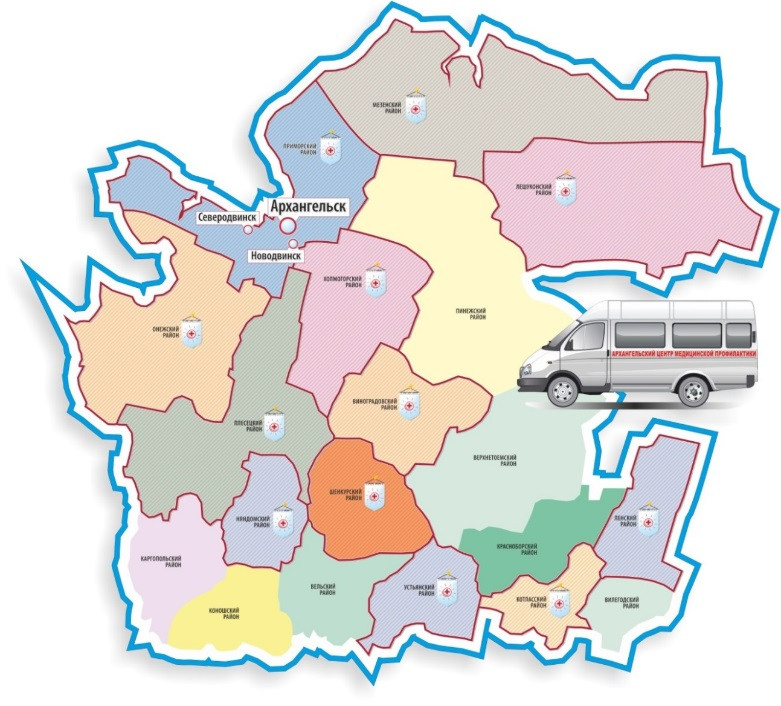 МЕЗЕНСКИЙ
РАЙОН
ПРИМОРСКИЙ
РАЙОН
ЛЕШУКОНСКИЙ
РАЙОН
Архангельск
Северодвинск
Новодвинск
ХОЛМОГОРСКИЙ
РАЙОН
ПИНЕЖСКИЙ
РАЙОН
ОНЕЖСКИЙ
РАЙОН
АРХАНГЕЛЬСКИЙ ЦЕНТР МЕДИЦИНСКОЙ ПРОФИЛАКТИКИ
ВИНОГРАДОВСКИЙ
РАЙОН
ПЛЕСЕЦКИЙ
РАЙОН
ВЕРХНЕТОЕМСКИЙ
РАЙОН
ШЕНКУРСКИЙ
РАЙОН
НЯНДОМСКИЙ
РАЙОН
ЛЕНСКИЙ
РАЙОН
КРАСНОБОРСКИЙ
РАЙОН
КАРГОПОЛЬСКИЙ
РАЙОН
ВЕЛЬСКИЙ
РАЙОН
УСТЬЯНСКИЙ
РАЙОН
КОТЛАССКИЙ
РАЙОН
ВИЛЕГОДСКИЙ
РАЙОН
КОНОШСКИЙ
РАЙОН